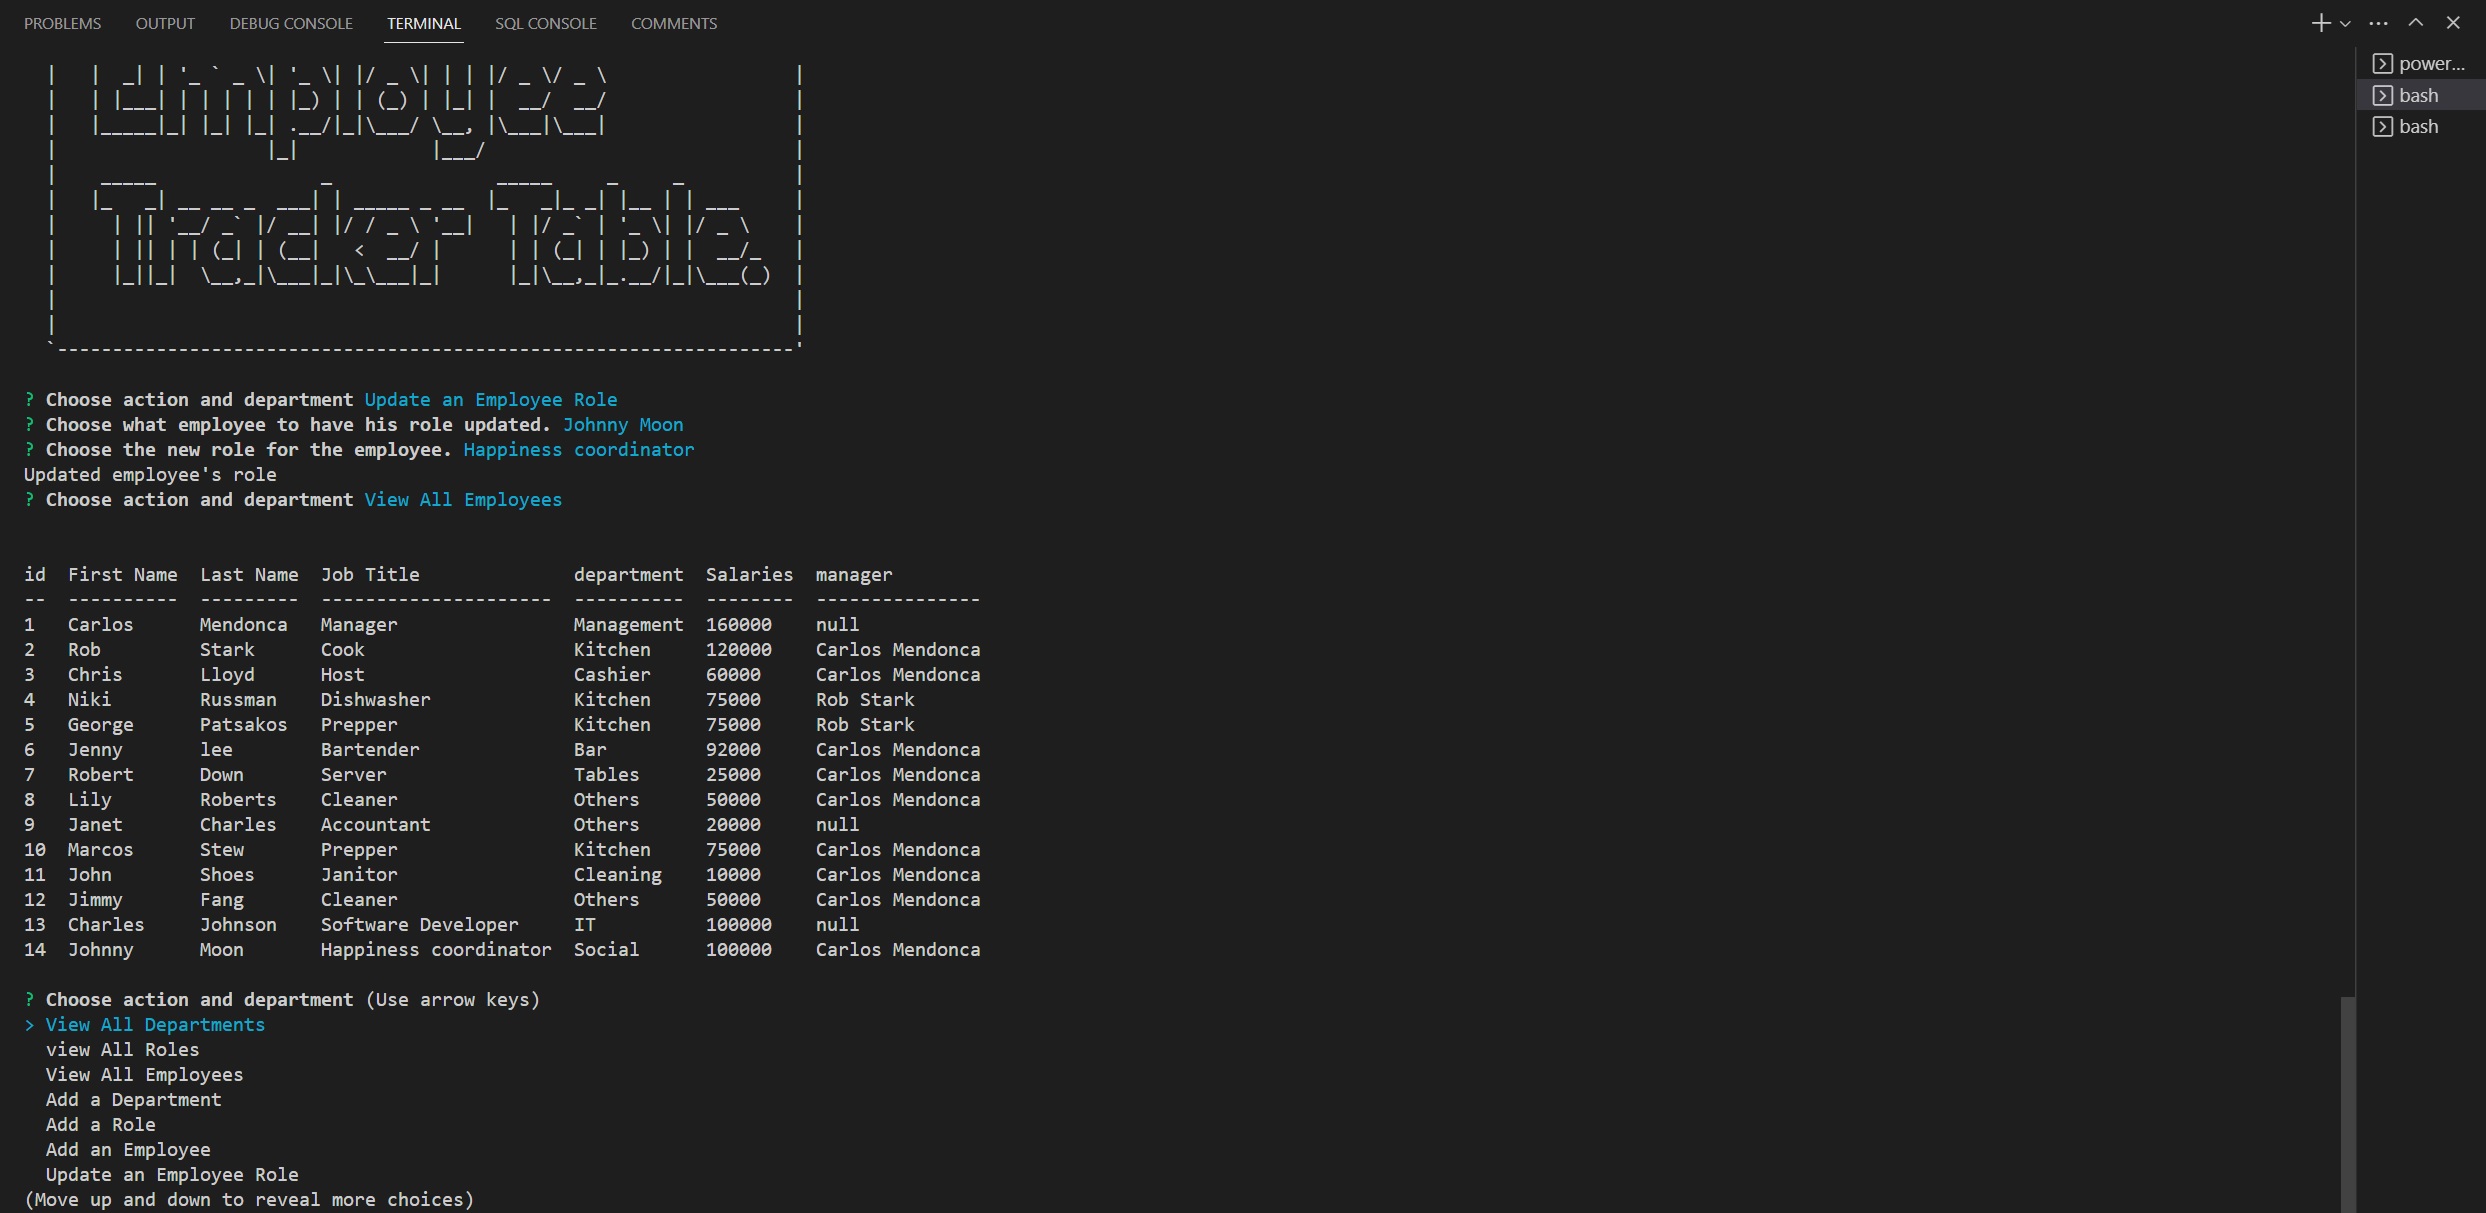 PROBLEMS OUTPUT DEBUG CONSOLE TERMINAL SQL CONSOLE COMMENTS
power...
bash
bash
Employee
Tracker Table.
? Choose action and department Update an Employee Role
? Choose what employee to have his role updated. Johnny Moon
? Choose the new role for the employee. Happiness coordinator
Updated employee's role
? Choose action and department View All Employees
id  First Name  Last Name  Job Title              department  Salaries  manager
--  ----------  ---------  ---------------------  ----------  --------  ---------------
1   Carlos      Mendonca   Manager                Management  160000    null
2   Rob         Stark      Cook                   Kitchen     120000    Carlos Mendonca
3   Chris       Lloyd      Host                   Cashier     60000     Carlos Mendonca
4   Niki        Russman    Dishwasher             Kitchen     75000     Rob Stark
5   George      Patsakos   Prepper                Kitchen     75000     Rob Stark
6   Jenny       lee        Bartender              Bar         92000     Carlos Mendonca
7   Robert      Down       Server                 Tables      25000     Carlos Mendonca
8   Lily        Roberts    Cleaner                Others      50000     Carlos Mendonca
9   Janet       Charles    Accountant             Others      20000     null
10  Marcos      Stew       Prepper                Kitchen     75000     Carlos Mendonca
11  John        Shoes      Janitor                Cleaning    10000     Carlos Mendonca
12  Jimmy       Fang       Cleaner                Others      50000     Carlos Mendonca
13  Charles     Johnson    Software Developer     IT          100000    null
14  Johnny      Moon       Happiness coordinator  Social      100000    Carlos Mendonca
? Choose action and department (Use arrow keys)
> View All Departments
view All Roles
View All Employees
Add a Department
Add a Role
Add an Employee
Update an Employee Role
(Move up and down to reveal more choices)